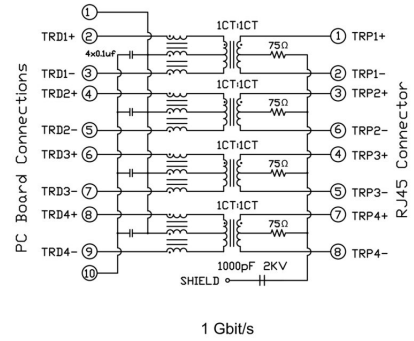 1
1CT:1CT
TRD1+ 2
1 TRP1+
4x0.1uf
75Ω
TRD1- 3
2 TRP1-
TRD2+ 4
1CT:1CT
3 TRP2+
75Ω
TRD2- 5
6 TRP2-
TRD3+ 6
1CT:1CT
4 TRP3+
75Ω
TRD3- 7
5 TRP3-
TRD4+ 8
1CT:1CT
7 TRP4+
75Ω
TRD4- 9
8 TRP4-
10
1000pF 2KV
SHIELD
PC Board Connections
RJ45 Connector
1 Gbit/s